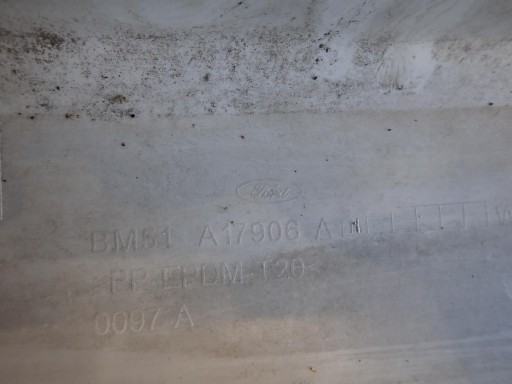 Ford
BM51 A17906 A
>PP+EPDM-T20<
0097 A